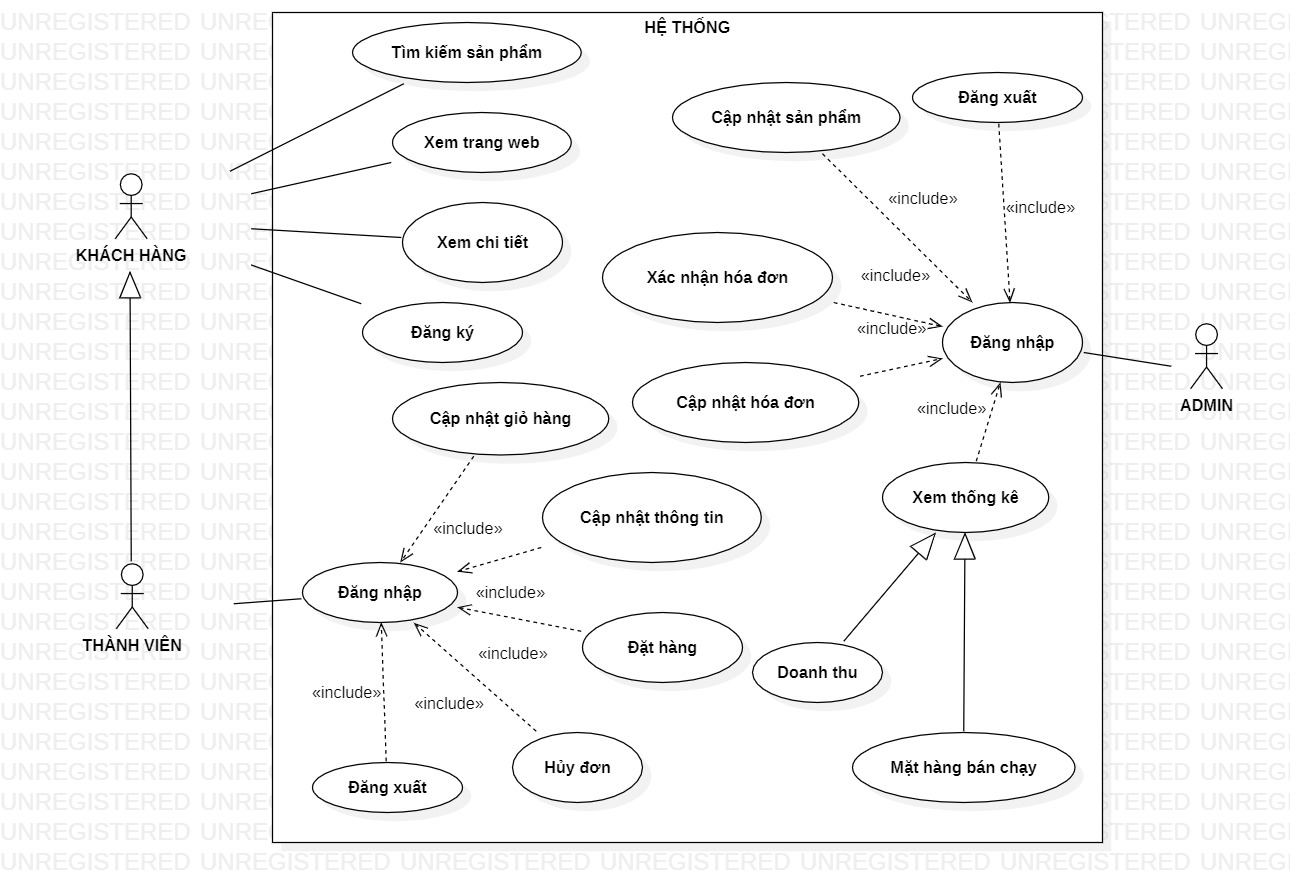 HỆ THỐNG
Tìm kiếm sản phẩm
Xem trang web
Xem chi tiết
Đăng ký
KHÁCH HÀNG
Cập nhật sản phẩm
Đăng xuất
«include»
«include»
Xác nhận hóa đơn
«include»
«include»
Đăng nhập
Cập nhật hóa đơn
«include»
ADMIN
Cập nhật giỏ hàng
Xem thống kê
Cập nhật thông tin
«include»
Đăng nhập
«include»
THÀNH VIÊN
Đặt hàng
«include»
Doanh thu
«include»
«include»
Hủy đơn
Mặt hàng bán chạy
Đăng xuất
UNREGISTERED UNREGISTERED UNREGISTERED UNREGISTERED UNREGISTERED UNREGISTERED